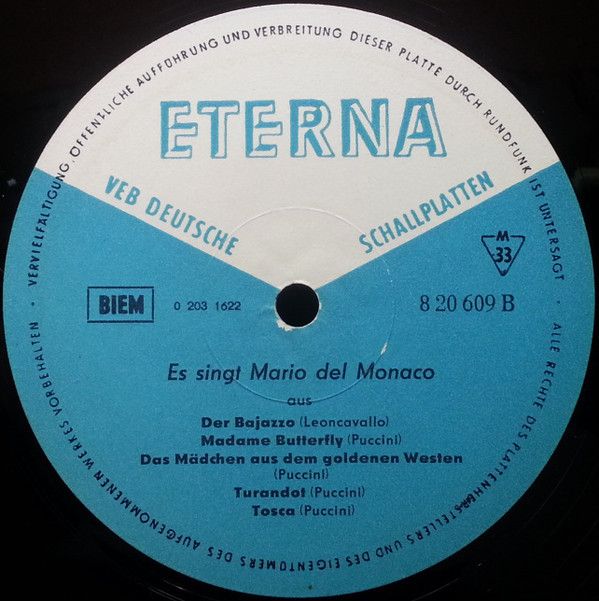 VERVIELFÄLTIGUNG, ÖFFENTLICHE AUFFÜHRUNG UND VERBREITUNG DIESER PLATTE DURCH RUNDFUNK IST UNTERSAGT · ALLE RECHTE DES PLATTENHERSTELLERS UND DES EIGENTÜMERS DES AUFGENOMMENEN WERKES VORBEHALTEN ·
ETERNA
VEB DEUTSCHE SCHALLPLATTEN
M
33
BIEM
0 203 1622
8 20 609 B
Es singt Mario del Monaco
aus
Der Bajazzo (Leoncavallo)
Madame Butterfly (Puccini)
Das Mädchen aus dem goldenen Westen
(Puccini)
Turandot (Puccini)
Tosca (Puccini)